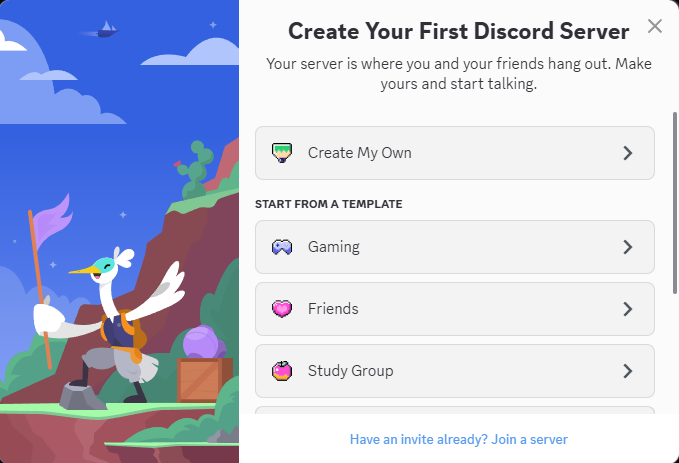 Create Your First Discord Server
Your server is where you and your friends hang out. Make
yours and start talking.
Create My Own
START FROM A TEMPLATE
Gaming
Friends
Study Group
Have an invite already? Join a server